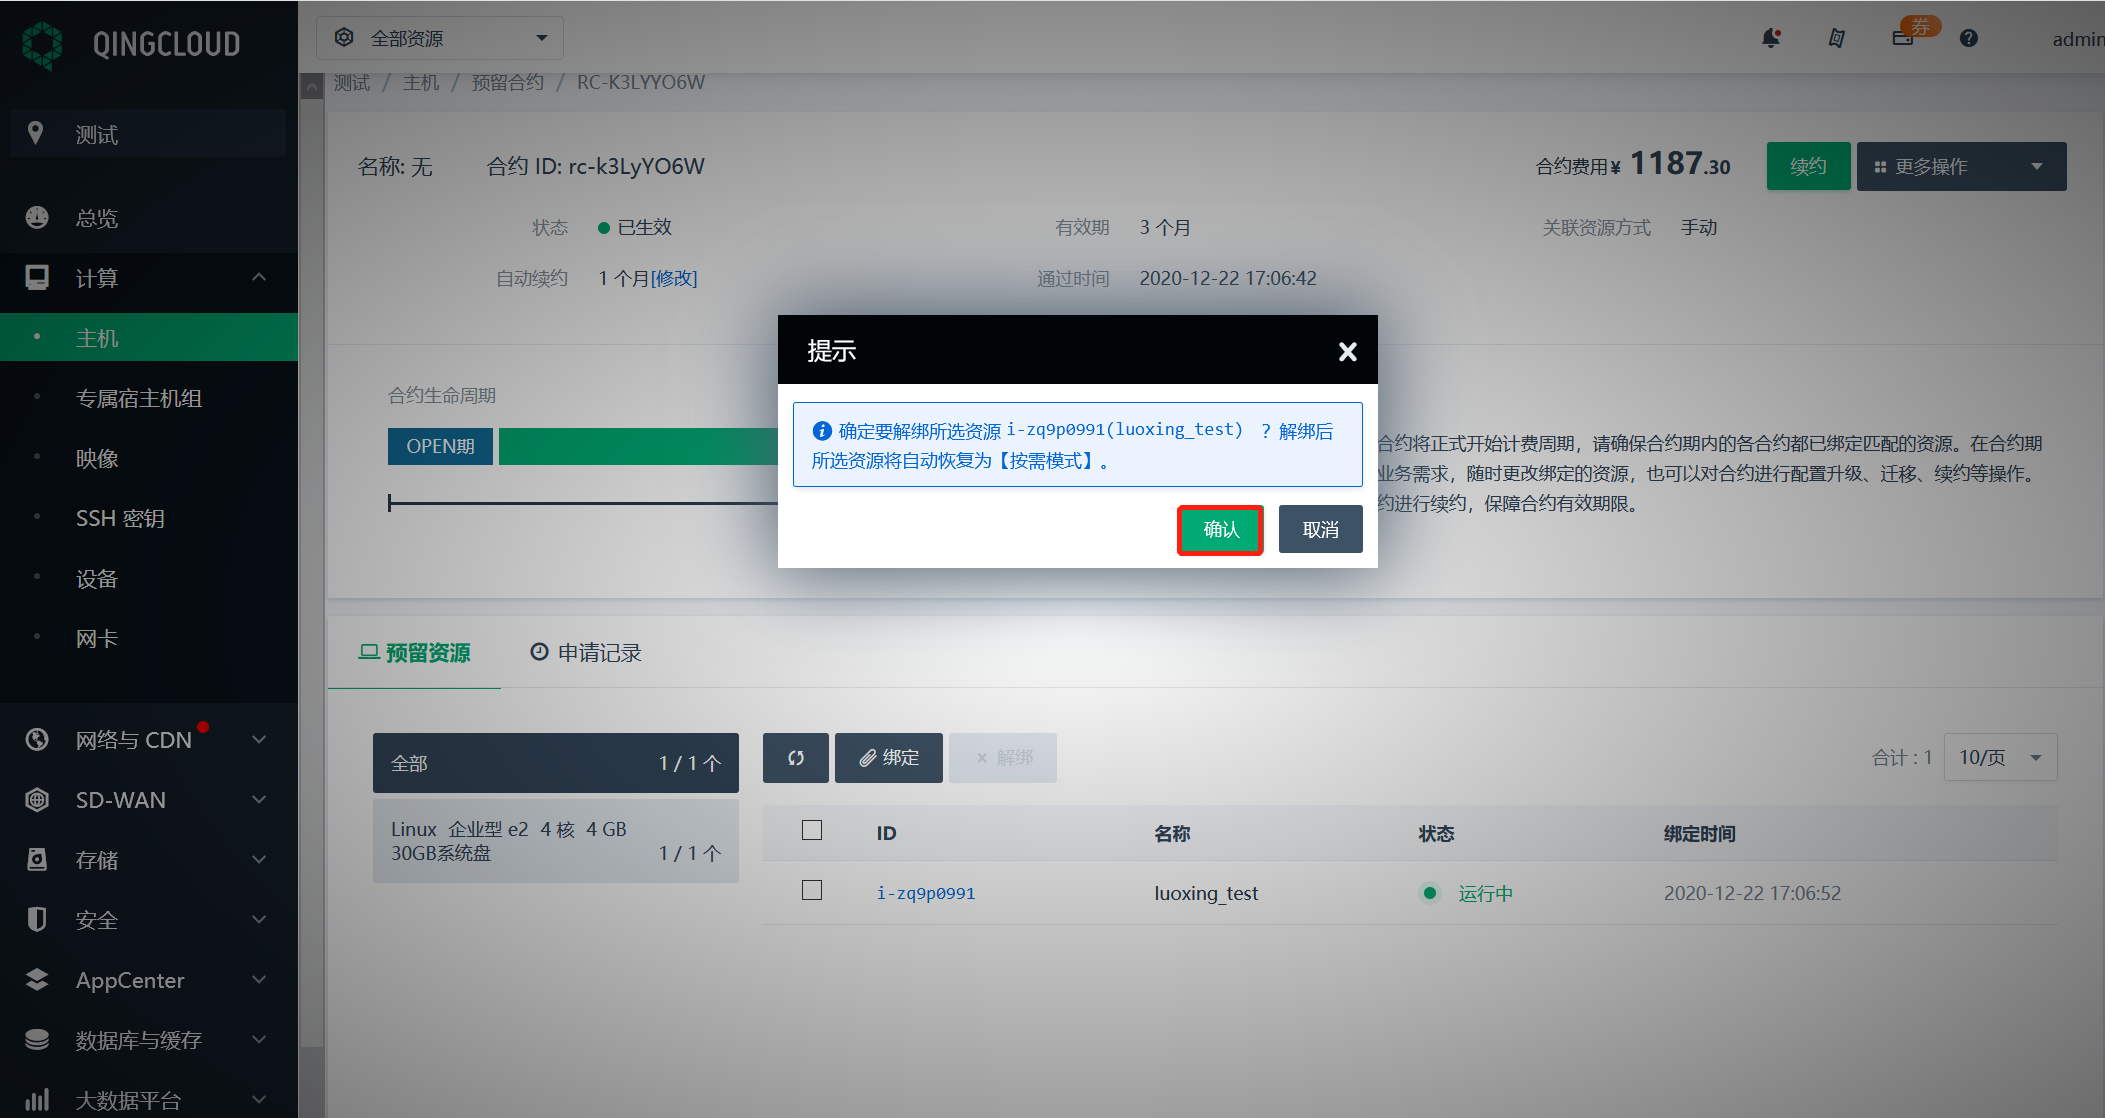 QINGCLOUD
全部资源
券
admin
测试 / 主机 / 预留合约 / RC-K3LYYO6W
测试
总览
计算
主机
专属宿主机组
映像
SSH 密钥
设备
网卡
网络与 CDN
SD-WAN
存储
安全
AppCenter
数据库与缓存
大数据平台
名称: 无 合约 ID: rc-k3LyYO6W
合约费用¥ 1187.30
续约
更多操作
状态 已生效
有效期 3 个月
关联资源方式 手动
自动续约 1 个月[修改]
通过时间 2020-12-22 17:06:42
合约生命周期
OPEN期
合约将正式开始计费周期，请确保合约期内的各合约都已绑定匹配的资源。在合约期
业务需求，随时更改绑定的资源，也可以对合约进行配置升级、迁移、续约等操作。
约进行续约，保障合约有效期限。
提示
确定要解绑所选资源 i-zq9p0991(luoxing_test) ？解绑后
所选资源将自动恢复为【按需模式】。
确认
取消
预留资源
申请记录
全部 1 / 1 个
Linux 企业型 e2 4 核 4 GB
30GB系统盘 1 / 1 个
绑定
解绑
合计 : 1
10/页
ID 名称 状态 绑定时间
i-zq9p0991 luoxing_test 运行中 2020-12-22 17:06:52